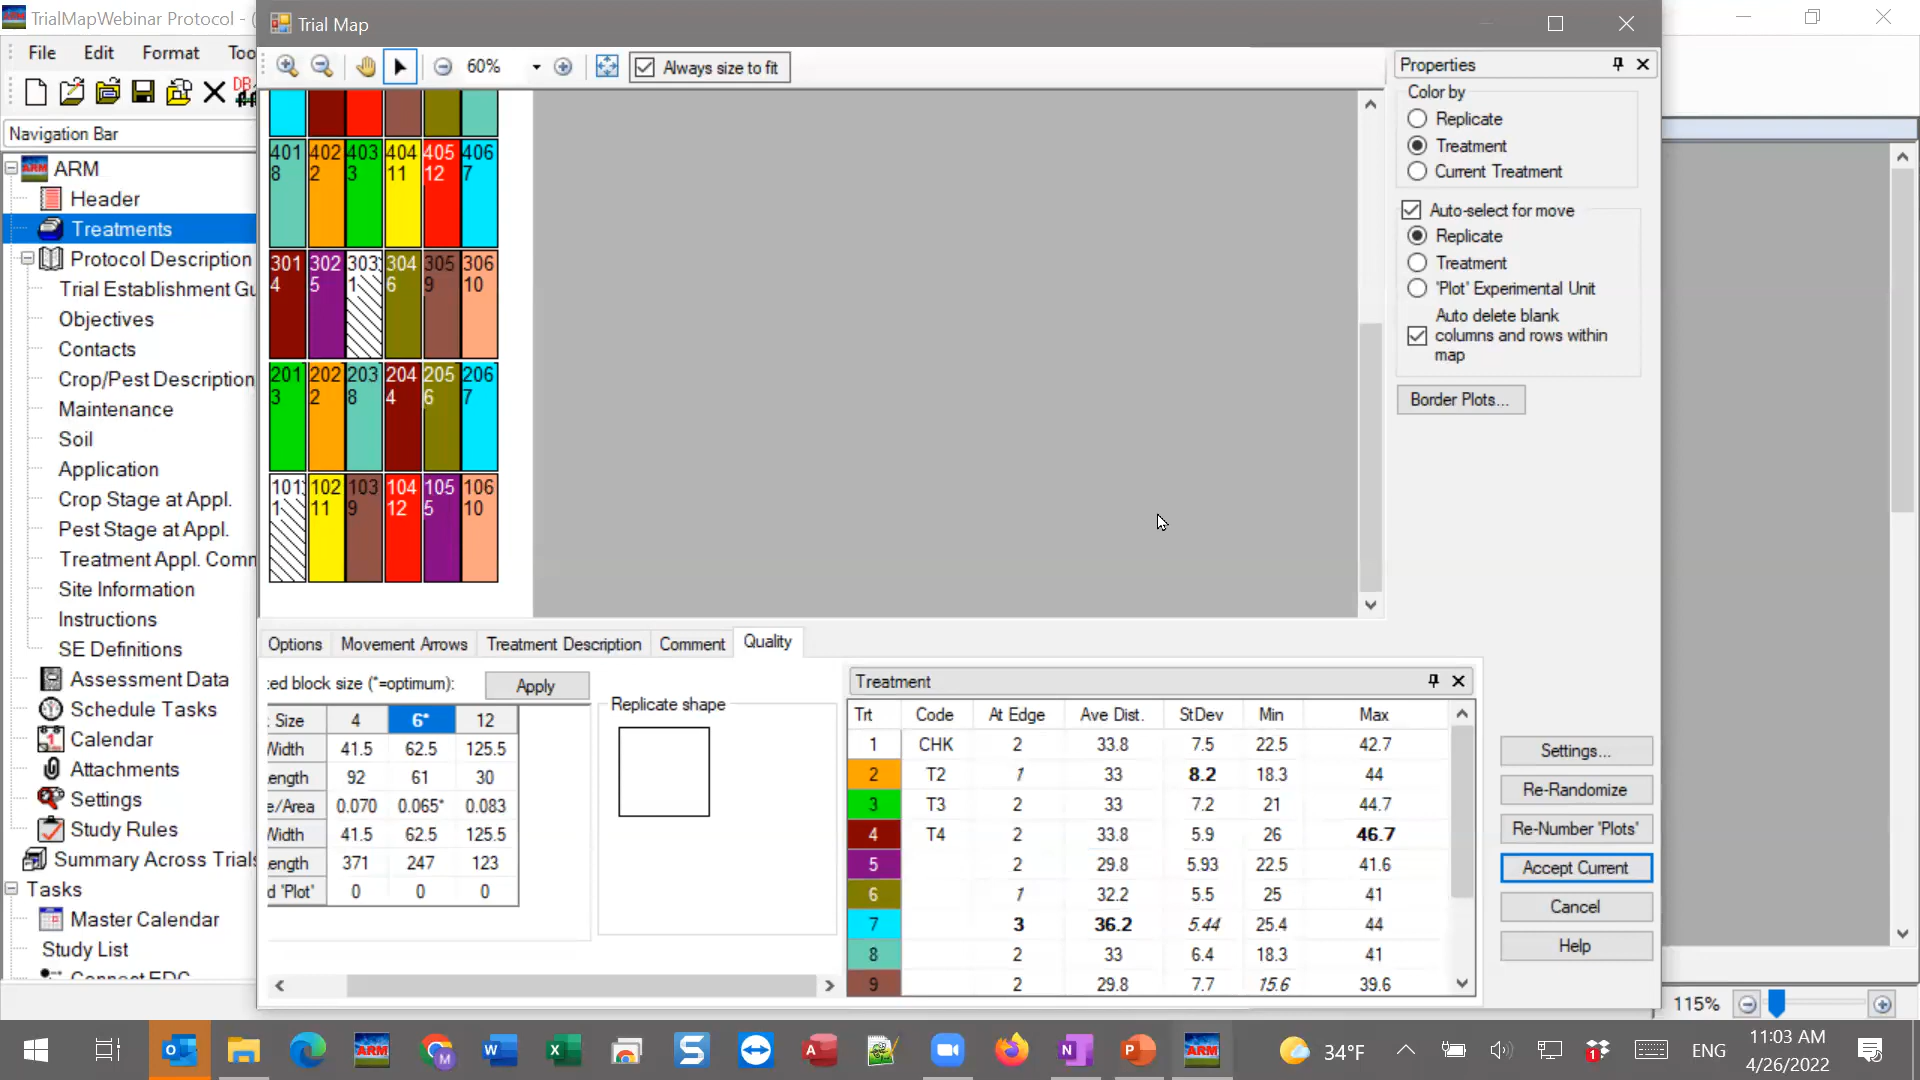 TrialMapWebinar Protocol - (
Trial Map
File Edit Format Too
60%
Always size to fit
DB
Navigation Bar
ARM
Header
Treatments
Protocol Description
Trial Establishment Gu
Objectives
Contacts
Crop/Pest Description
Maintenance
Soil
Application
Crop Stage at Appl.
Pest Stage at Appl.
Treatment Appl. Comm
Site Information
Instructions
SE Definitions
Assessment Data
Schedule Tasks
Calendar
Attachments
Settings
Study Rules
Summary Across Trials
Tasks
Master Calendar
Study List
Connect EDC
401 402 403 404 405 406
8 2 3 11 12 7
301 302 303 304 305 306
4 5 1 6 9 10
201 202 203 204 205 206
3 2 8 4 6 7
101 102 103 104 105 106
1 11 9 12 5 10
Properties
Color by
Replicate
Treatment
Current Treatment
Auto-select for move
Replicate
Treatment
'Plot' Experimental Unit
Auto delete blank
columns and rows within
map
Border Plots...
Options Movement Arrows Treatment Description Comment Quality
ted block size (*=optimum): Apply
Size 4 6* 12
Width 41.5 62.5 125.5
ength 92 61 30
e/Area 0.070 0.065* 0.083
Width 41.5 62.5 125.5
ength 371 247 123
d 'Plot' 0 0 0
Replicate shape
Treatment
Trt Code At Edge Ave Dist. StDev Min Max
1 CHK 2 33.8 7.5 22.5 42.7
2 T2 1 33 8.2 18.3 44
3 T3 2 33 7.2 21 44.7
4 T4 2 33.8 5.9 26 46.7
5 2 29.8 5.93 22.5 41.6
6 1 32.2 5.5 25 41
7 3 36.2 5.44 25.4 44
8 2 33 6.4 18.3 41
9 2 29.8 7.7 15.6 39.6
Settings...
Re-Randomize
Re-Number 'Plots'
Accept Current
Cancel
Help
115%
34°F
ENG
11:03 AM
4/26/2022